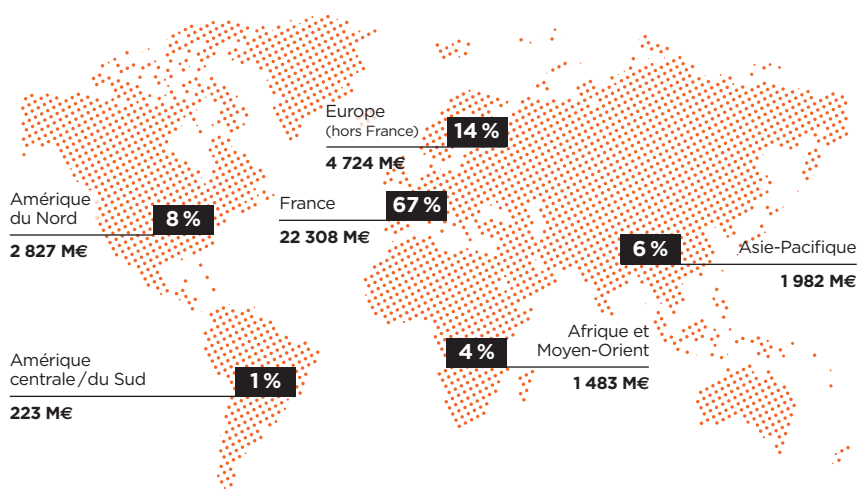 Europe
(hors France)
14 %
4 724 M€
Amérique
du Nord
8 %
2 827 M€
France
67 %
22 308 M€
6 %
Asie-Pacifique
1 982 M€
Amérique
centrale/du Sud
1 %
223 M€
4 %
Afrique et
Moyen-Orient
1 483 M€